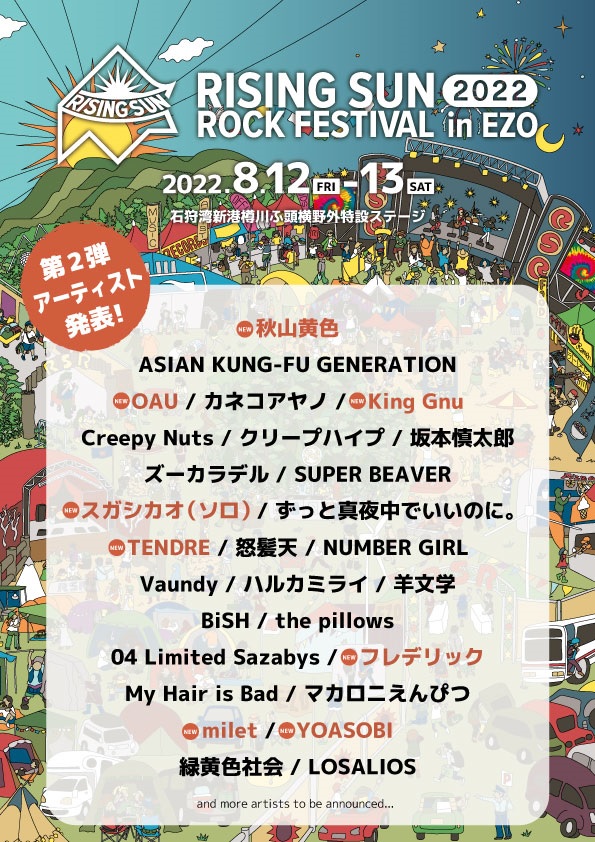 RISING SUN
RISING SUN 2022
ROCK FESTIVAL in EZO
2022.8.12 FRI -13 SAT
石狩湾新港樽川ふ頭横野外特設ステージ
第2弾
アーティスト
発表!
NEW 秋山黄色
ASIAN KUNG-FU GENERATION
NEW OAU / カネコアヤノ / NEW King Gnu
Creepy Nuts / クリープハイプ / 坂本慎太郎
ズーカラデル / SUPER BEAVER
NEW スガシカオ(ソロ) / ずっと真夜中でいいのに。
NEW TENDRE / 怒髪天 / NUMBER GIRL
Vaundy / ハルカミライ / 羊文学
BiSH / the pillows
04 Limited Sazabys / NEW フレデリック
My Hair is Bad / マカロニえんぴつ
NEW milet / NEW YOASOBI
緑黄色社会 / LOSALIOS
and more artists to be announced...
MUSIC
RECORDS